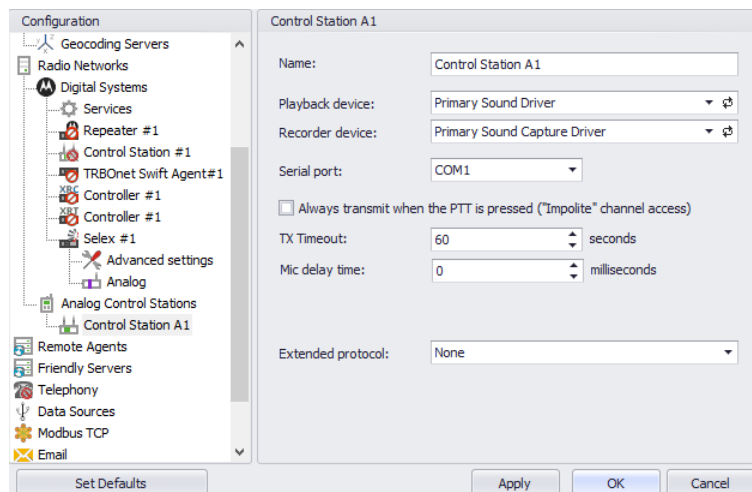 Configuration
Geocoding Servers
Radio Networks
Digital Systems
Services
Repeater #1
Control Station #1
TRBOnet Swift Agent#1
XRC Controller #1
XRT Controller #1
Selex #1
Advanced settings
Analog
Analog Control Stations
Control Station A1
Remote Agents
Friendly Servers
Telephony
Data Sources
Modbus TCP
Email
Set Defaults
Control Station A1
Name: Control Station A1
Playback device: Primary Sound Driver
Recorder device: Primary Sound Capture Driver
Serial port: COM1
Always transmit when the PTT is pressed ("Impolite" channel access)
TX Timeout: 60 seconds
Mic delay time: 0 milliseconds
Extended protocol: None
Apply OK Cancel